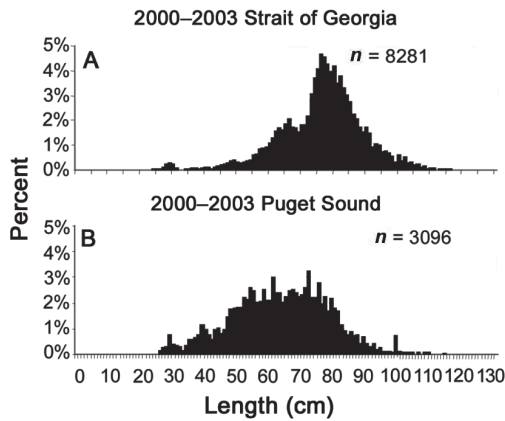 2000–2003 Strait of Georgia
5%
A
n = 8281
4%
3%
2%
1%
0%
Percent
2000–2003 Puget Sound
5%
B
n = 3096
4%
3%
2%
1%
0%
0 10 20 30 40 50 60 70 80 90 100 110 120 130
Length (cm)